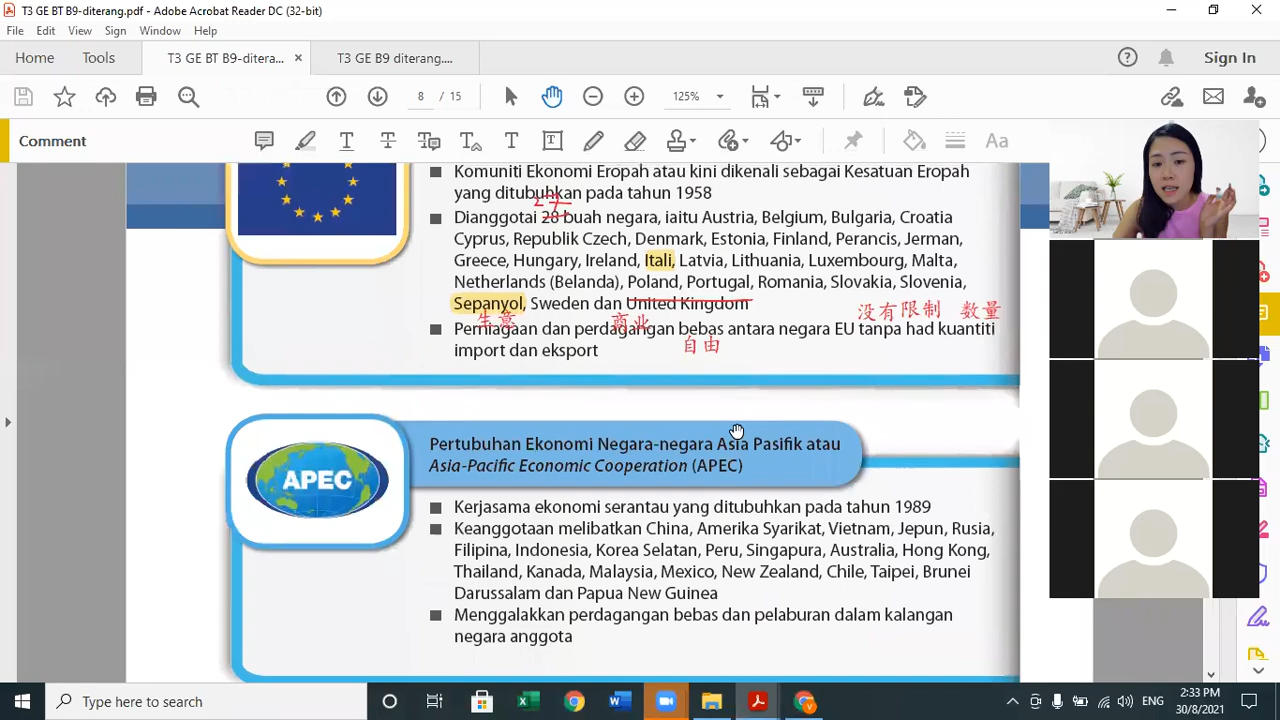 T3 GE BT B9-diterang.pdf - Adobe Acrobat Reader DC (32-bit)
File Edit View Sign Window Help
Home Tools T3 GE BT B9-ditera... × T3 GE B9 diterang.... Sign In
8 / 15 125%
Comment
Komuniti Ekonomi Eropah atau kini dikenali sebagai Kesatuan Eropah
yang ditubuhkan pada tahun 1958
27
Dianggotai 28 buah negara, iaitu Austria, Belgium, Bulgaria, Croatia
Cyprus, Republik Czech, Denmark, Estonia, Finland, Perancis, Jerman,
Greece, Hungary, Ireland, Itali, Latvia, Lithuania, Luxembourg, Malta,
Netherlands (Belanda), Poland, Portugal, Romania, Slovakia, Slovenia,
Sepanyol, Sweden dan United Kingdom
生意 商业 没有限制 数量
Perniagaan dan perdagangan bebas antara negara EU tanpa had kuantiti
自由
import dan eksport
Pertubuhan Ekonomi Negara-negara Asia Pasifik atau
Asia-Pacific Economic Cooperation (APEC)
APEC
Kerjasama ekonomi serantau yang ditubuhkan pada tahun 1989
Keanggotaan melibatkan China, Amerika Syarikat, Vietnam, Jepun, Rusia,
Filipina, Indonesia, Korea Selatan, Peru, Singapura, Australia, Hong Kong,
Thailand, Kanada, Malaysia, Mexico, New Zealand, Chile, Taipei, Brunei
Darussalam dan Papua New Guinea
Menggalakkan perdagangan bebas dan pelaburan dalam kalangan
negara anggota
Type here to search
ENG
2:33 PM
30/8/2021